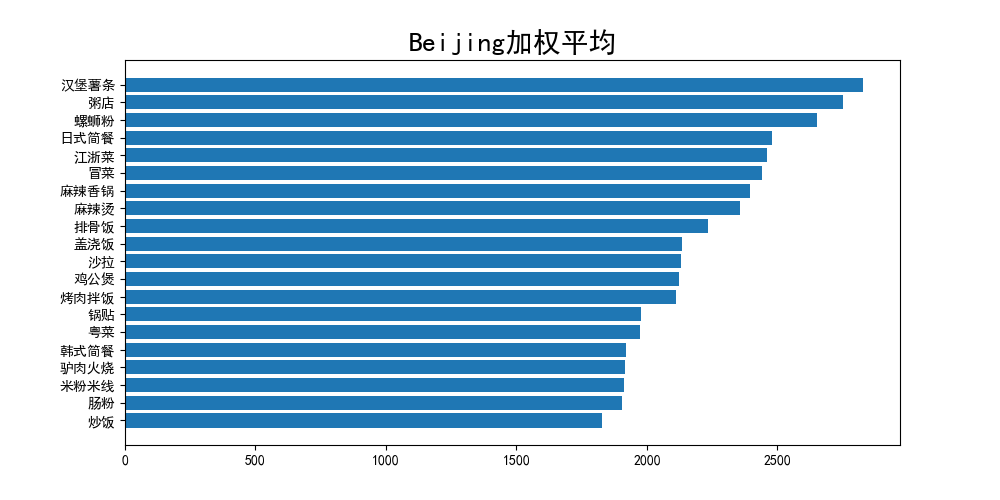 Beijing加权平均
汉堡薯条
粥店
螺蛳粉
日式简餐
江浙菜
冒菜
麻辣香锅
麻辣烫
排骨饭
盖浇饭
沙拉
鸡公煲
烤肉拌饭
锅贴
粤菜
韩式简餐
驴肉火烧
米粉米线
肠粉
炒饭
0 500 1000 1500 2000 2500